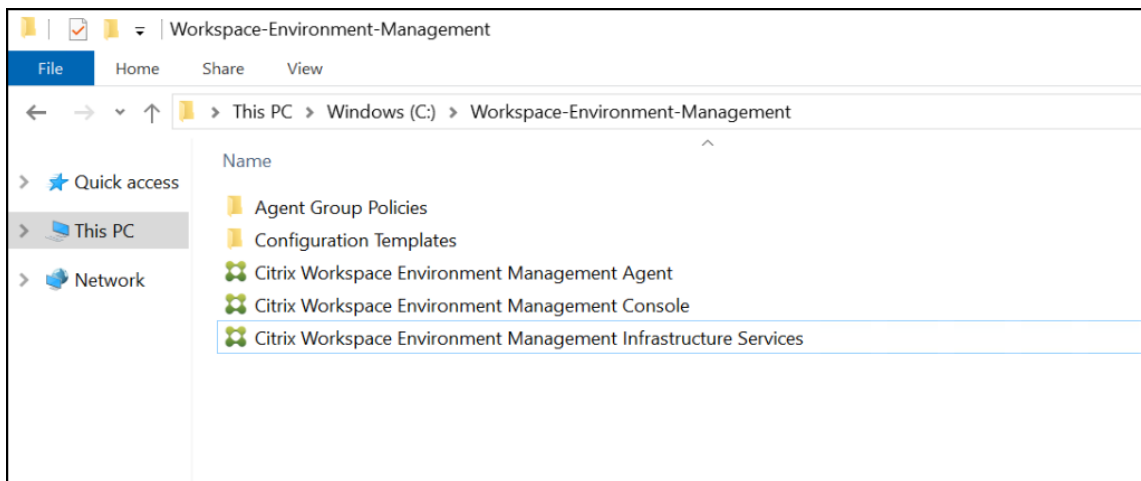 Workspace-Environment-Management
File Home Share View
This PC > Windows (C:) > Workspace-Environment-Management
Name
Quick access
This PC
Network
Agent Group Policies
Configuration Templates
Citrix Workspace Environment Management Agent
Citrix Workspace Environment Management Console
Citrix Workspace Environment Management Infrastructure Services